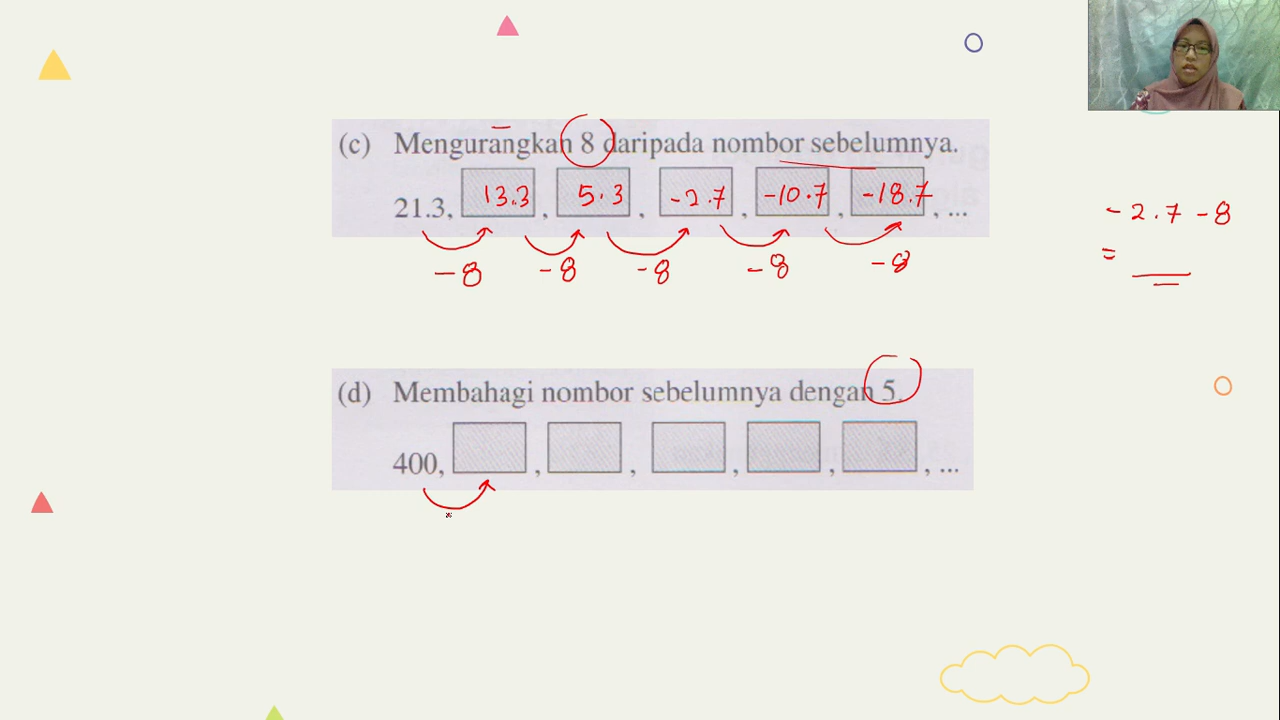 (c) Mengurangkan 8 daripada nombor sebelumnya.
21.3, 13.3 , 5.3 , -2.7 , -10.7 , -18.7 , ...
-8 -8 -8 -8 -8
-2.7 -8
=
(d) Membahagi nombor sebelumnya dengan 5.
400, , , , , , ...